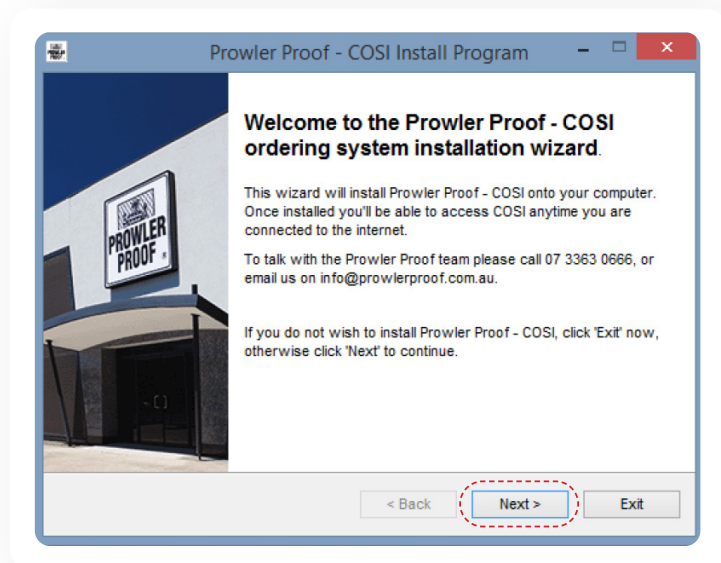 Prowler Proof - COSI Install Program
Welcome to the Prowler Proof - COSI
ordering system installation wizard.
This wizard will install Prowler Proof - COSI onto your computer.
Once installed you'll be able to access COSI anytime you are
connected to the internet.
To talk with the Prowler Proof team please call 07 3363 0666, or
email us on info@prowlerproof.com.au.
If you do not wish to install Prowler Proof - COSI, click 'Exit' now,
otherwise click 'Next' to continue.
PROWLER
PROOF
< Back
Next >
Exit